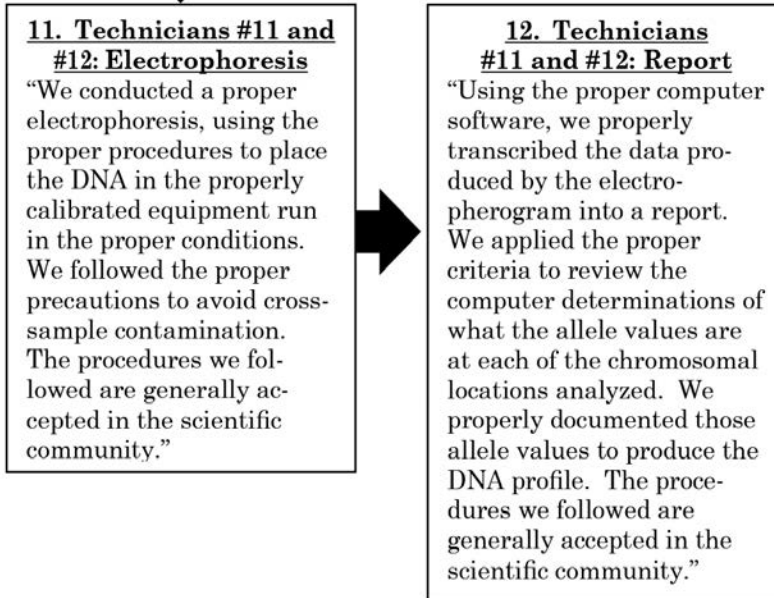 11. Technicians #11 and
#12: Electrophoresis
“We conducted a proper
electrophoresis, using the
proper procedures to place
the DNA in the properly
calibrated equipment run
in the proper conditions.
We followed the proper
precautions to avoid cross-
sample contamination.
The procedures we fol-
lowed are generally ac-
cepted in the scientific
community.”
12. Technicians
#11 and #12: Report
“Using the proper computer
software, we properly
transcribed the data pro-
duced by the electro-
pherogram into a report.
We applied the proper
criteria to review the
computer determinations of
what the allele values are
at each of the chromosomal
locations analyzed. We
properly documented those
allele values to produce the
DNA profile. The proce-
dures we followed are
generally accepted in the
scientific community.”